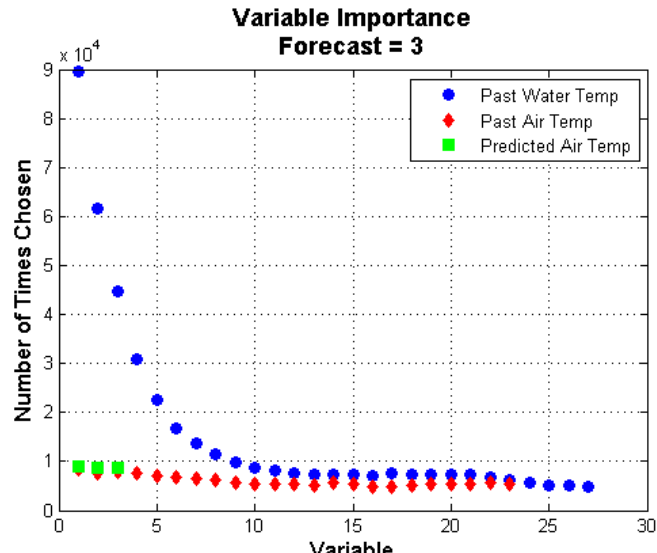 Variable Importance
Forecast = 3
x 10^4
9
8
7
6
5
4
3
2
1
0
Number of Times Chosen
Past Water Temp
Past Air Temp
Predicted Air Temp
0 5 10 15 20 25 30
Variable